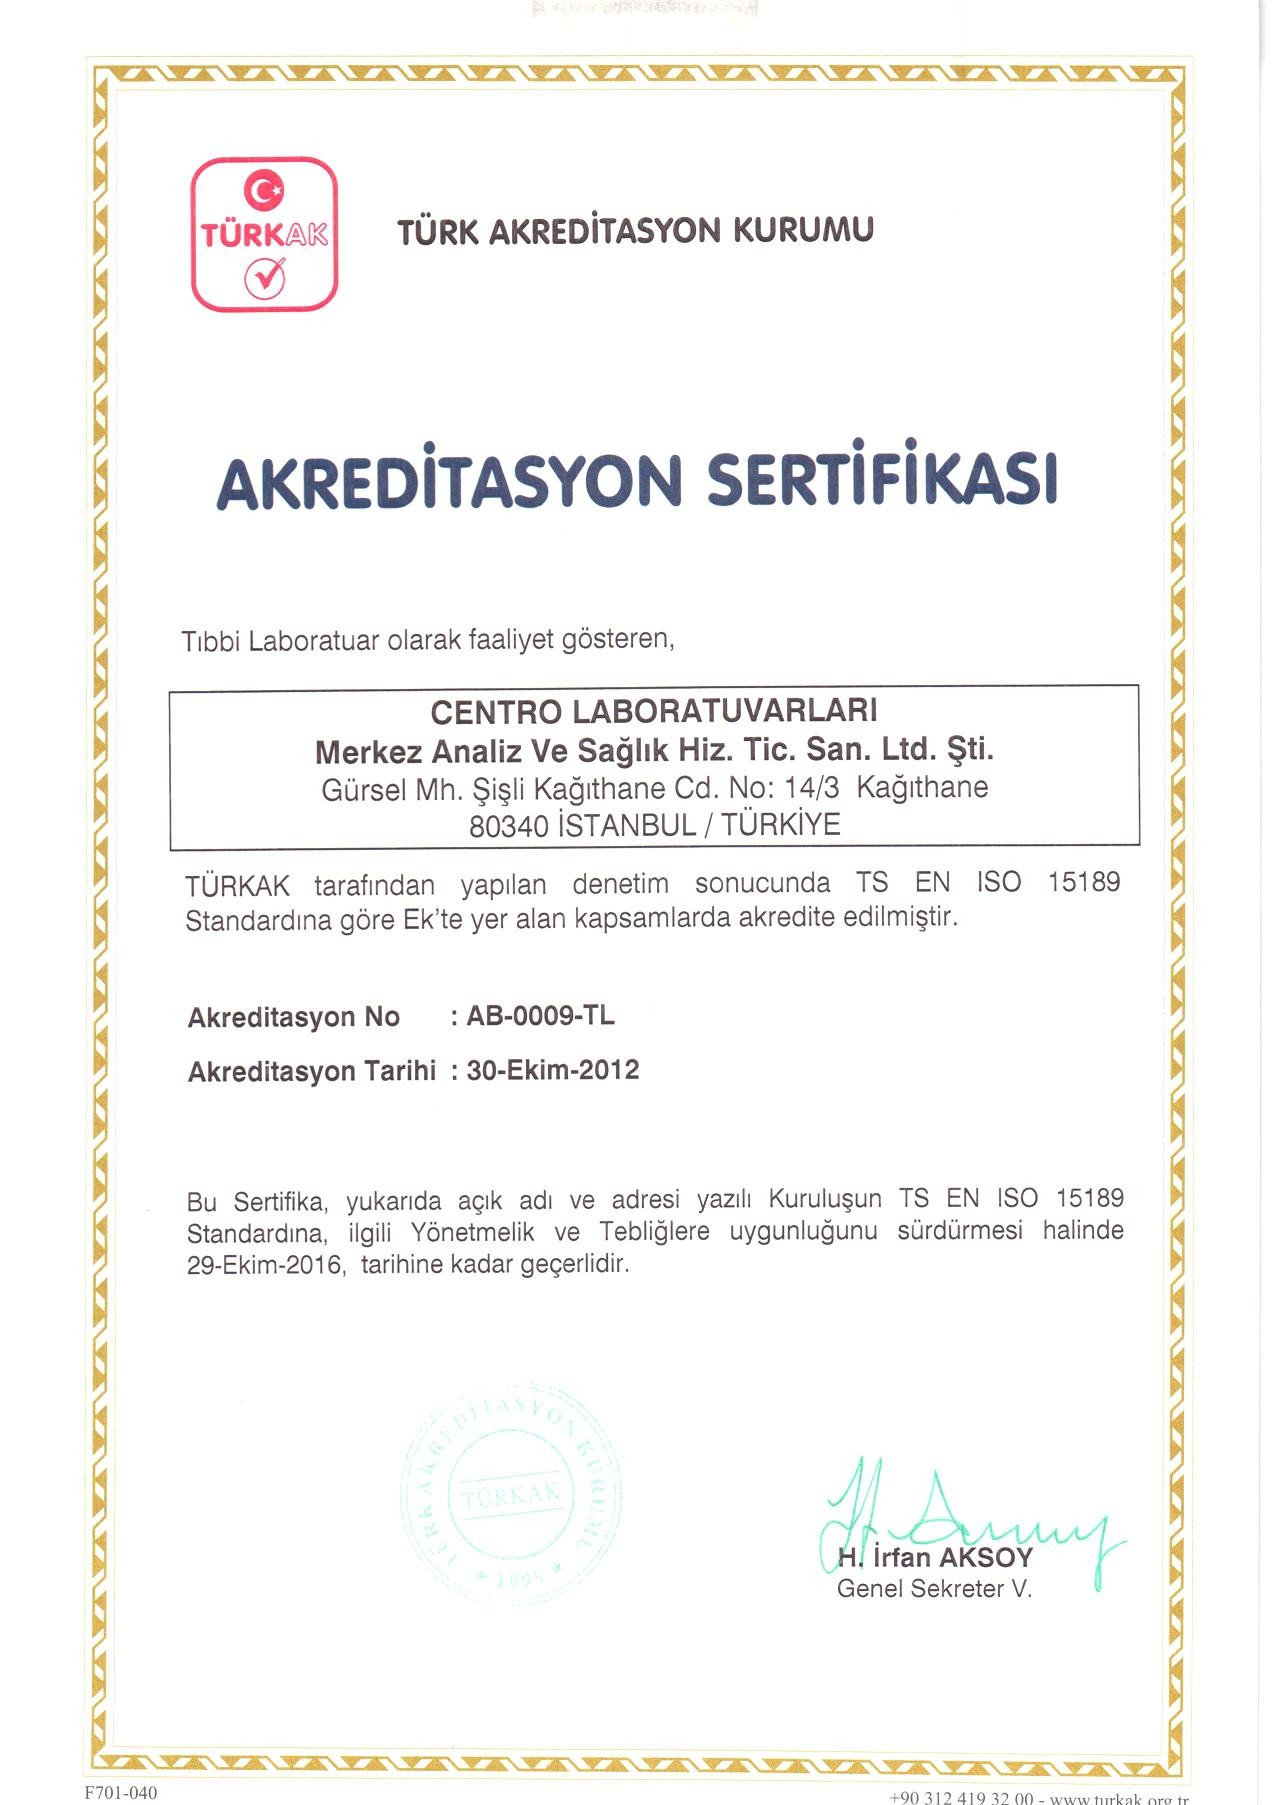 TÜRKAK
TÜRK AKREDİTASYON KURUMU
AKREDİTASYON SERTİFİKASI
Tıbbi Laboratuar olarak faaliyet gösteren,
CENTRO LABORATUVARLARI
Merkez Analiz Ve Sağlık Hiz. Tic. San. Ltd. Şti.
Gürsel Mh. Şişli Kağıthane Cd. No: 14/3 Kağıthane
80340 İSTANBUL / TÜRKİYE
TÜRKAK tarafından yapılan denetim sonucunda TS EN ISO 15189
Standardına göre Ek'te yer alan kapsamlarda akredite edilmiştir.
Akreditasyon No : AB-0009-TL
Akreditasyon Tarihi : 30-Ekim-2012
Bu Sertifika, yukarıda açık adı ve adresi yazılı Kuruluşun TS EN ISO 15189
Standardına, ilgili Yönetmelik ve Tebliğlere uygunluğunu sürdürmesi halinde
29-Ekim-2016, tarihine kadar geçerlidir.
TÜRK AKREDİTASYON KURUMU
TÜRKAK
* 1999 *
H. İrfan AKSOY
Genel Sekreter V.
F701-040
+90 312 419 32 00 - www.turkak.org.tr